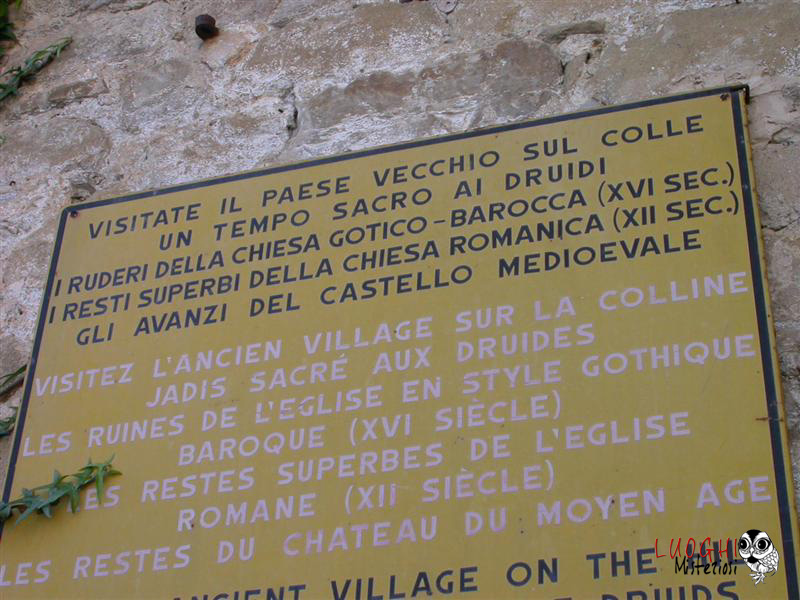 VISITATE IL PAESE VECCHIO SUL COLLE
UN TEMPO SACRO AI DRUIDI
I RUDERI DELLA CHIESA GOTICO-BAROCCA (XVI SEC.)
I RESTI SUPERBI DELLA CHIESA ROMANICA (XII SEC.)
GLI AVANZI DEL CASTELLO MEDIOEVALE
VISITEZ L'ANCIEN VILLAGE SUR LA COLLINE
JADIS SACRÉ AUX DRUIDES
LES RUINES DE L'EGLISE EN STYLE GOTHIQUE
BAROQUE (XVI SIÈCLE)
ES RESTES SUPERBES DE L'EGLISE
ROMANE (XII SIÈCLE)
LES RESTES DU CHATEAU DU MOYEN AGE
ANCIENT VILLAGE ON THE
DRUIDS
LUOGHI
Misteriosi